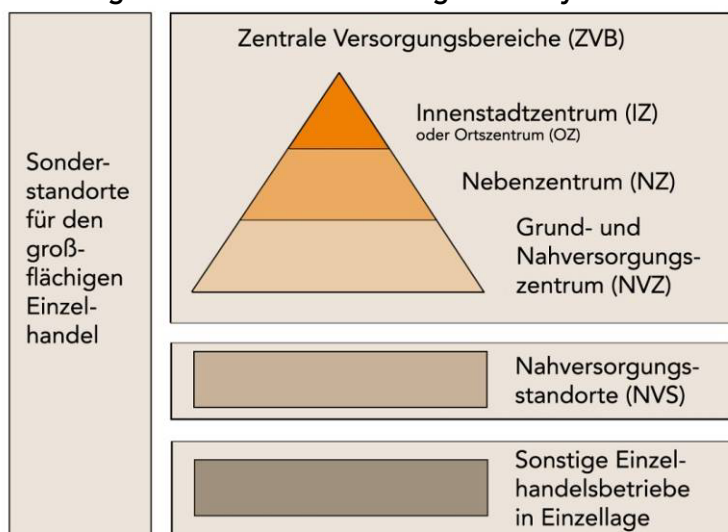 Sonder-
standorte
für den
groß-
flächigen
Einzel-
handel
Zentrale Versorgungsbereiche (ZVB)
Innenstadtzentrum (IZ)
oder Ortszentrum (OZ)
Nebenzentrum (NZ)
Grund- und
Nahversorgungs-
zentrum (NVZ)
Nahversorgungs-
standorte (NVS)
Sonstige Einzel-
handelsbetriebe
in Einzellage